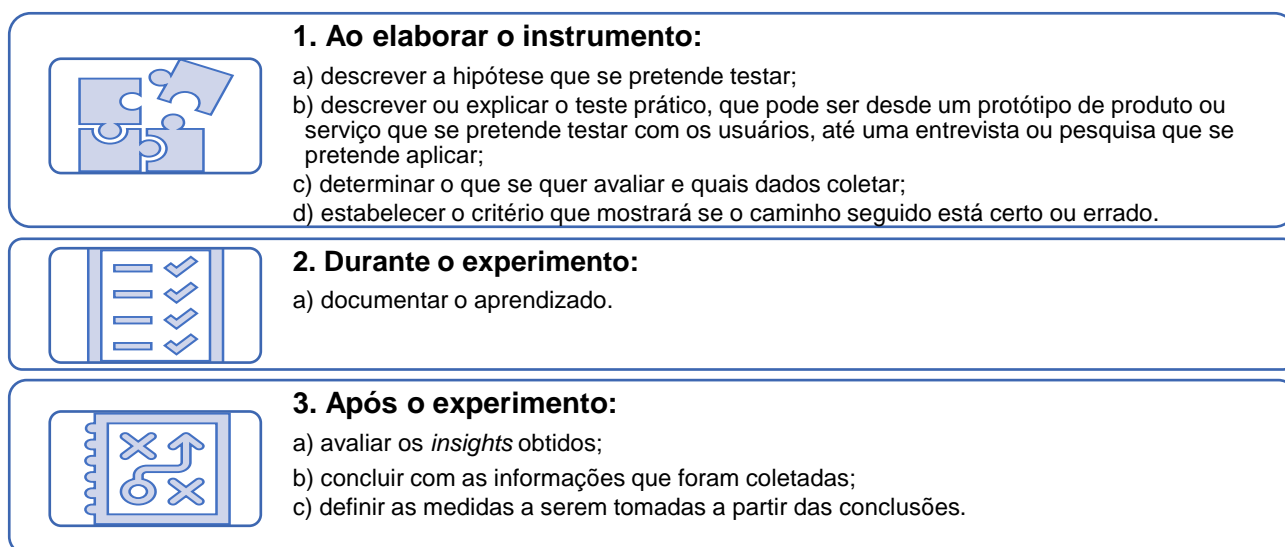 1. Ao elaborar o instrumento:
a) descrever a hipótese que se pretende testar;
b) descrever ou explicar o teste prático, que pode ser desde um protótipo de produto ou
serviço que se pretende testar com os usuários, até uma entrevista ou pesquisa que se
pretende aplicar;
c) determinar o que se quer avaliar e quais dados coletar;
d) estabelecer o critério que mostrará se o caminho seguido está certo ou errado.
2. Durante o experimento:
a) documentar o aprendizado.
3. Após o experimento:
a) avaliar os insights obtidos;
b) concluir com as informações que foram coletadas;
c) definir as medidas a serem tomadas a partir das conclusões.